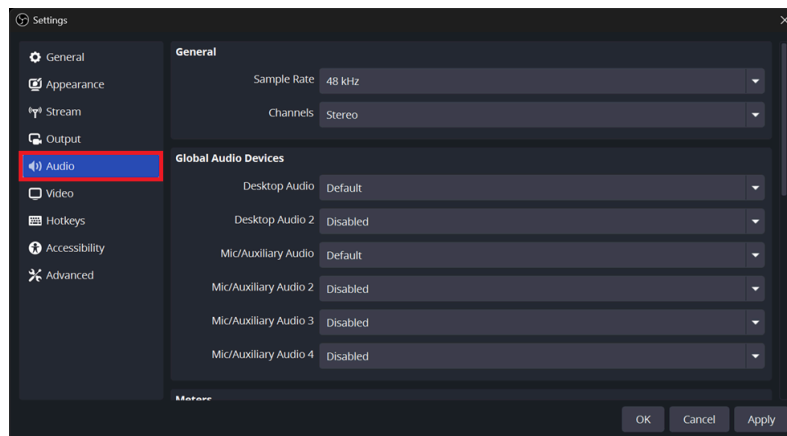 Settings
General
Appearance
Stream
Output
Audio
Video
Hotkeys
Accessibility
Advanced
General
Sample Rate 48 kHz
Channels Stereo
Global Audio Devices
Desktop Audio Default
Desktop Audio 2 Disabled
Mic/Auxiliary Audio Default
Mic/Auxiliary Audio 2 Disabled
Mic/Auxiliary Audio 3 Disabled
Mic/Auxiliary Audio 4 Disabled
Meters
OK Cancel Apply